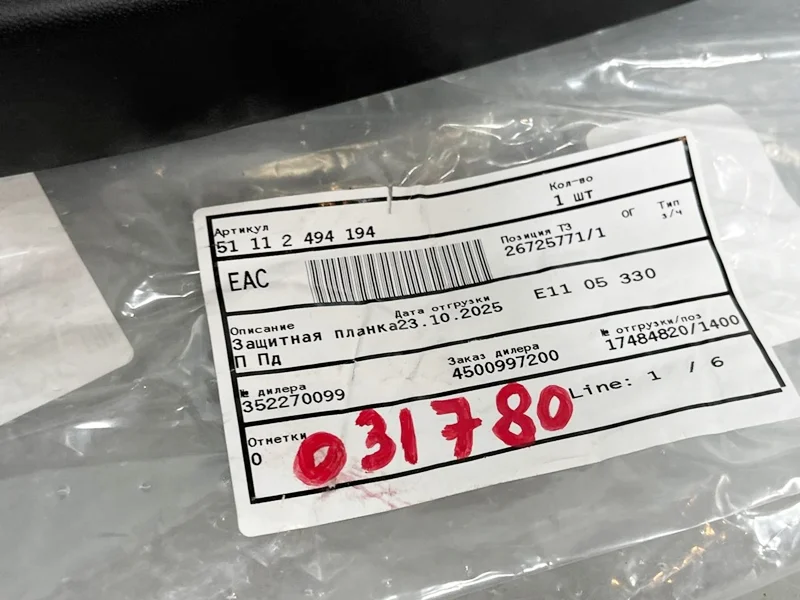 Артикул
51 11 2 494 194
Кол-во
1 шт
EAC
Позиция ТЗ
26725771/1
ОГ
Тип
з/ч
Описание
Защитная планка
П Пд
Дата отгрузки
23.10.2025
E11 05 330
№ дилера
352270099
Заказ дилера
4500997200
№ отгрузки/поз
17484820/1400
Отметки
0
031780
Line: 1 / 6